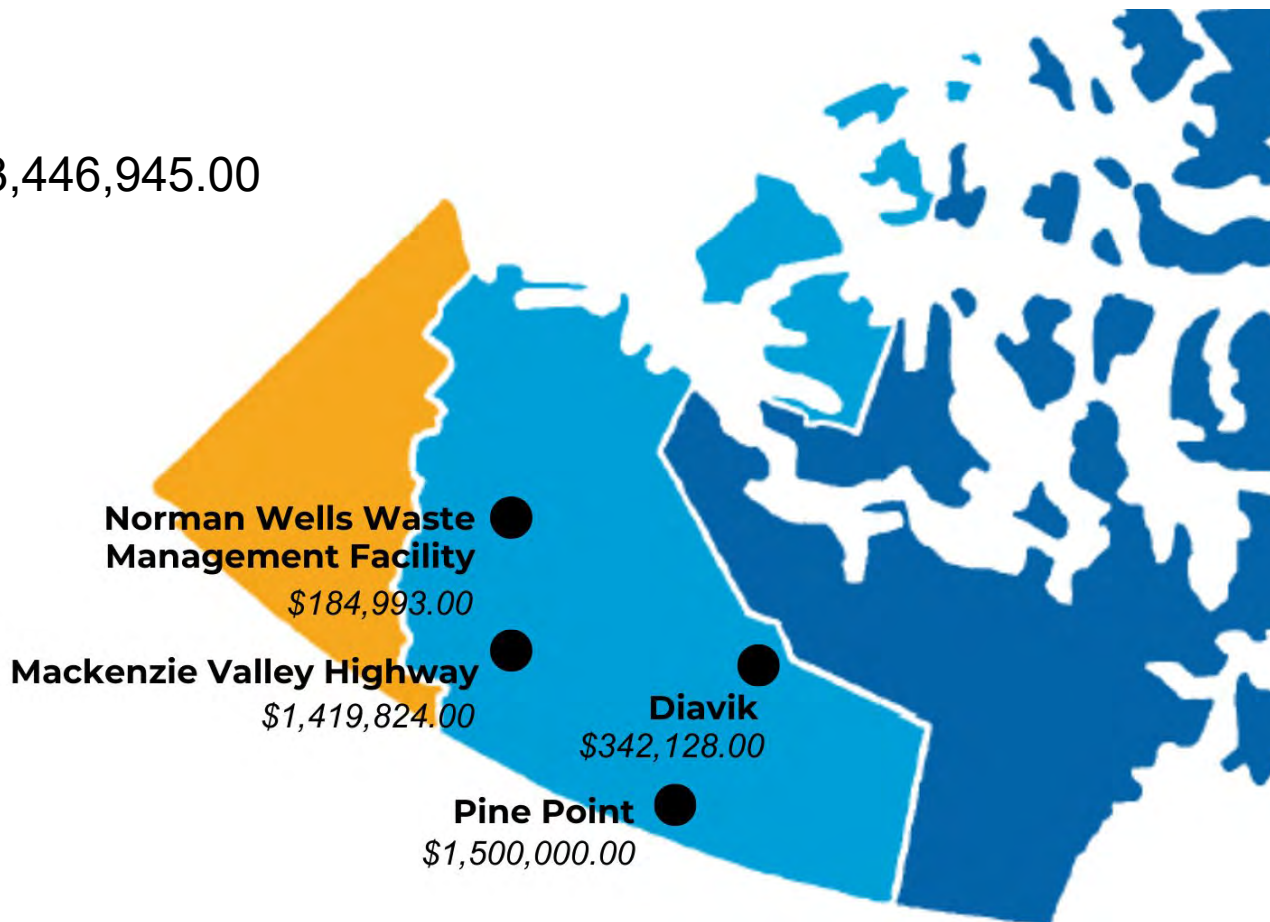 3,446,945.00
Norman Wells Waste
Management Facility
$184,993.00
Mackenzie Valley Highway
$1,419,824.00
Diavik
$342,128.00
Pine Point
$1,500,000.00